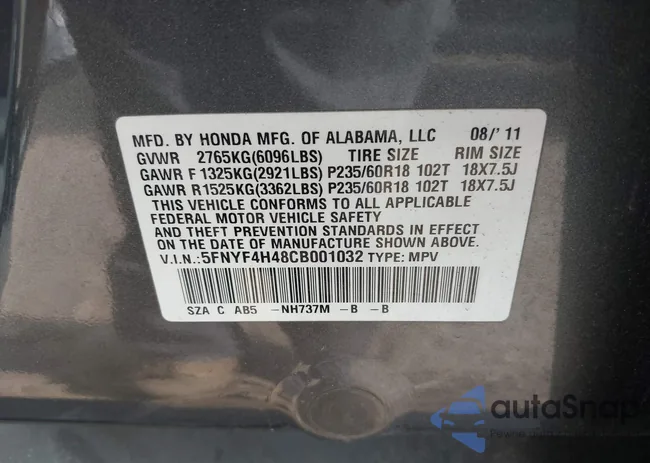 MFD. BY HONDA MFG. OF ALABAMA, LLC 08/'11
GVWR 2765KG(6096LBS) TIRE SIZE RIM SIZE
GAWR F 1325KG(2921LBS) P235/60R18 102T 18X7.5J
GAWR R 1525KG(3362LBS) P235/60R18 102T 18X7.5J
THIS VEHICLE CONFORMS TO ALL APPLICABLE
FEDERAL MOTOR VEHICLE SAFETY
AND THEFT PREVENTION STANDARDS IN EFFECT
ON DATE OF MANUFACTURE SHOWN ABOVE.
V.I.N.:5FNYF4H48CB001032 TYPE: MPV
SZA C AB5 -NH737M -B -B
autoSnap
Powered by